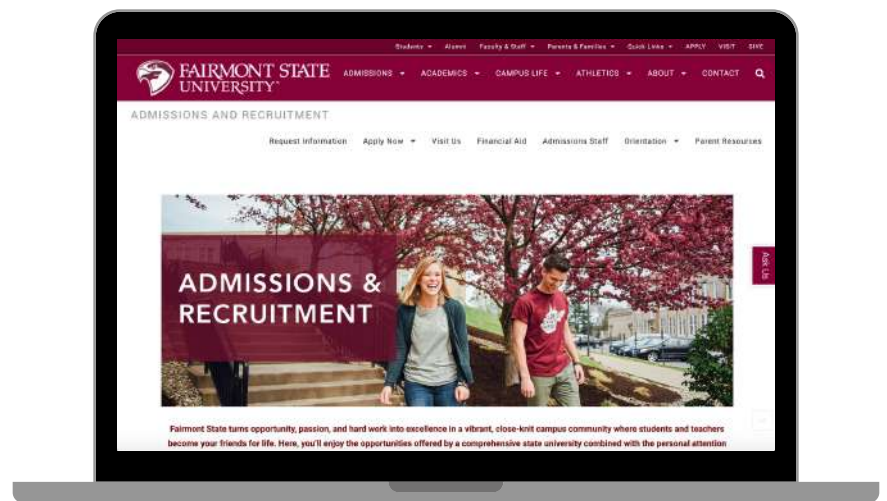 Students Alumni Faculty & Staff Parents & Families Quick Links APPLY VISIT GIVE
FAIRMONT STATE
UNIVERSITY
ADMISSIONS ACADEMICS CAMPUS LIFE ATHLETICS ABOUT CONTACT
ADMISSIONS AND RECRUITMENT
Request Information Apply Now Visit Us Financial Aid Admissions Staff Orientation Parent Resources
ADMISSIONS &
RECRUITMENT
Ask Us
Fairmont State turns opportunity, passion, and hard work into excellence in a vibrant, close-knit campus community where students and teachers
become your friends for life. Here, you'll enjoy the opportunities offered by a comprehensive state university combined with the personal attention